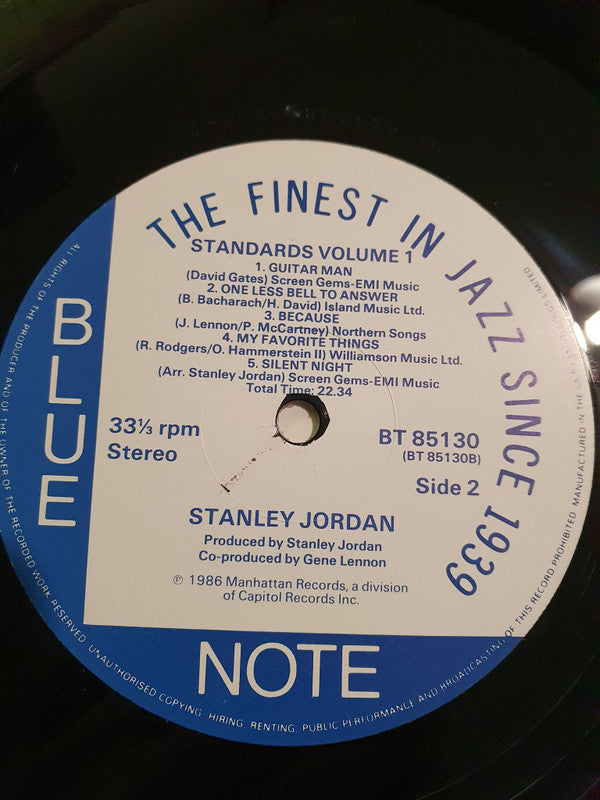 THE FINEST IN JAZZ SINCE 1939
STANDARDS VOLUME 1
1. GUITAR MAN
(David Gates) Screen Gems-EMI Music
2. ONE LESS BELL TO ANSWER
(B. Bacharach/H. David) Island Music Ltd.
3. BECAUSE
(J. Lennon/P. McCartney) Northern Songs
4. MY FAVORITE THINGS
(R. Rodgers/O. Hammerstein II) Williamson Music Ltd.
5. SILENT NIGHT
(Arr. Stanley Jordan) Screen Gems-EMI Music
Total Time: 22.34
33⅓ rpm
Stereo
BT 85130
(BT 85130B)
Side 2
STANLEY JORDAN
Produced by Stanley Jordan
Co-produced by Gene Lennon
℗ 1986 Manhattan Records, a division
of Capitol Records Inc.
BLUE
NOTE
ALL RIGHTS OF THE PRODUCER AND OF THE OWNER OF THE RECORDED WORK RESERVED. UNAUTHORISED COPYING, HIRING, RENTING, PUBLIC PERFORMANCE AND BROADCASTING OF THIS RECORD PROHIBITED. MANUFACTURED IN THE LIMITED